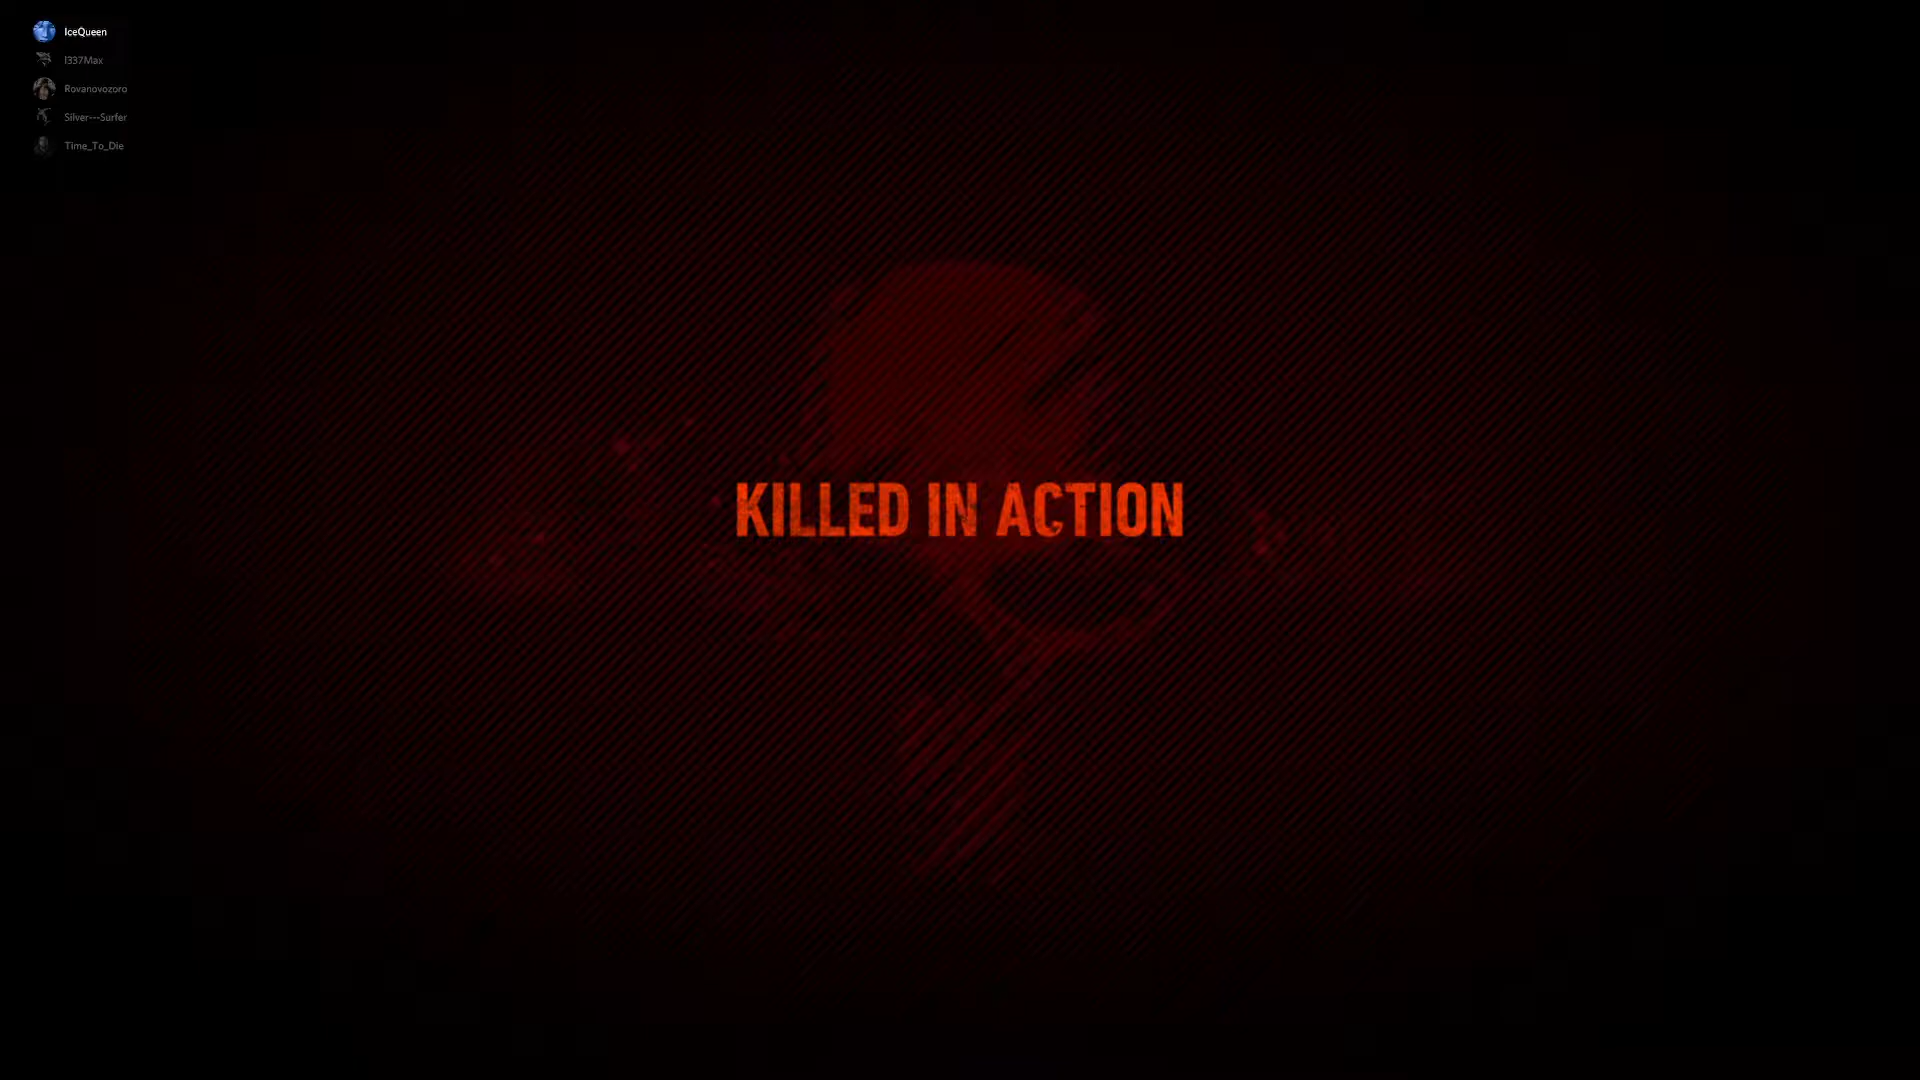 IceQueen
l337Max
Rovanovozoro
Silver---Surfer
Time_To_Die
KILLED IN ACTION